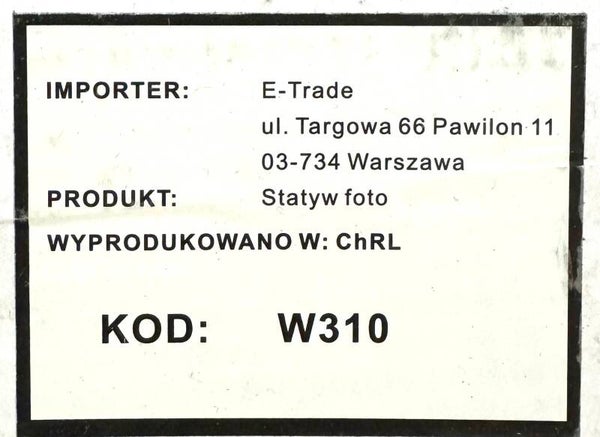 IMPORTER: E-Trade
ul. Targowa 66 Pawilon 11
03-734 Warszawa
PRODUKT: Statyw foto
WYPRODUKOWANO W: ChRL
KOD: W310